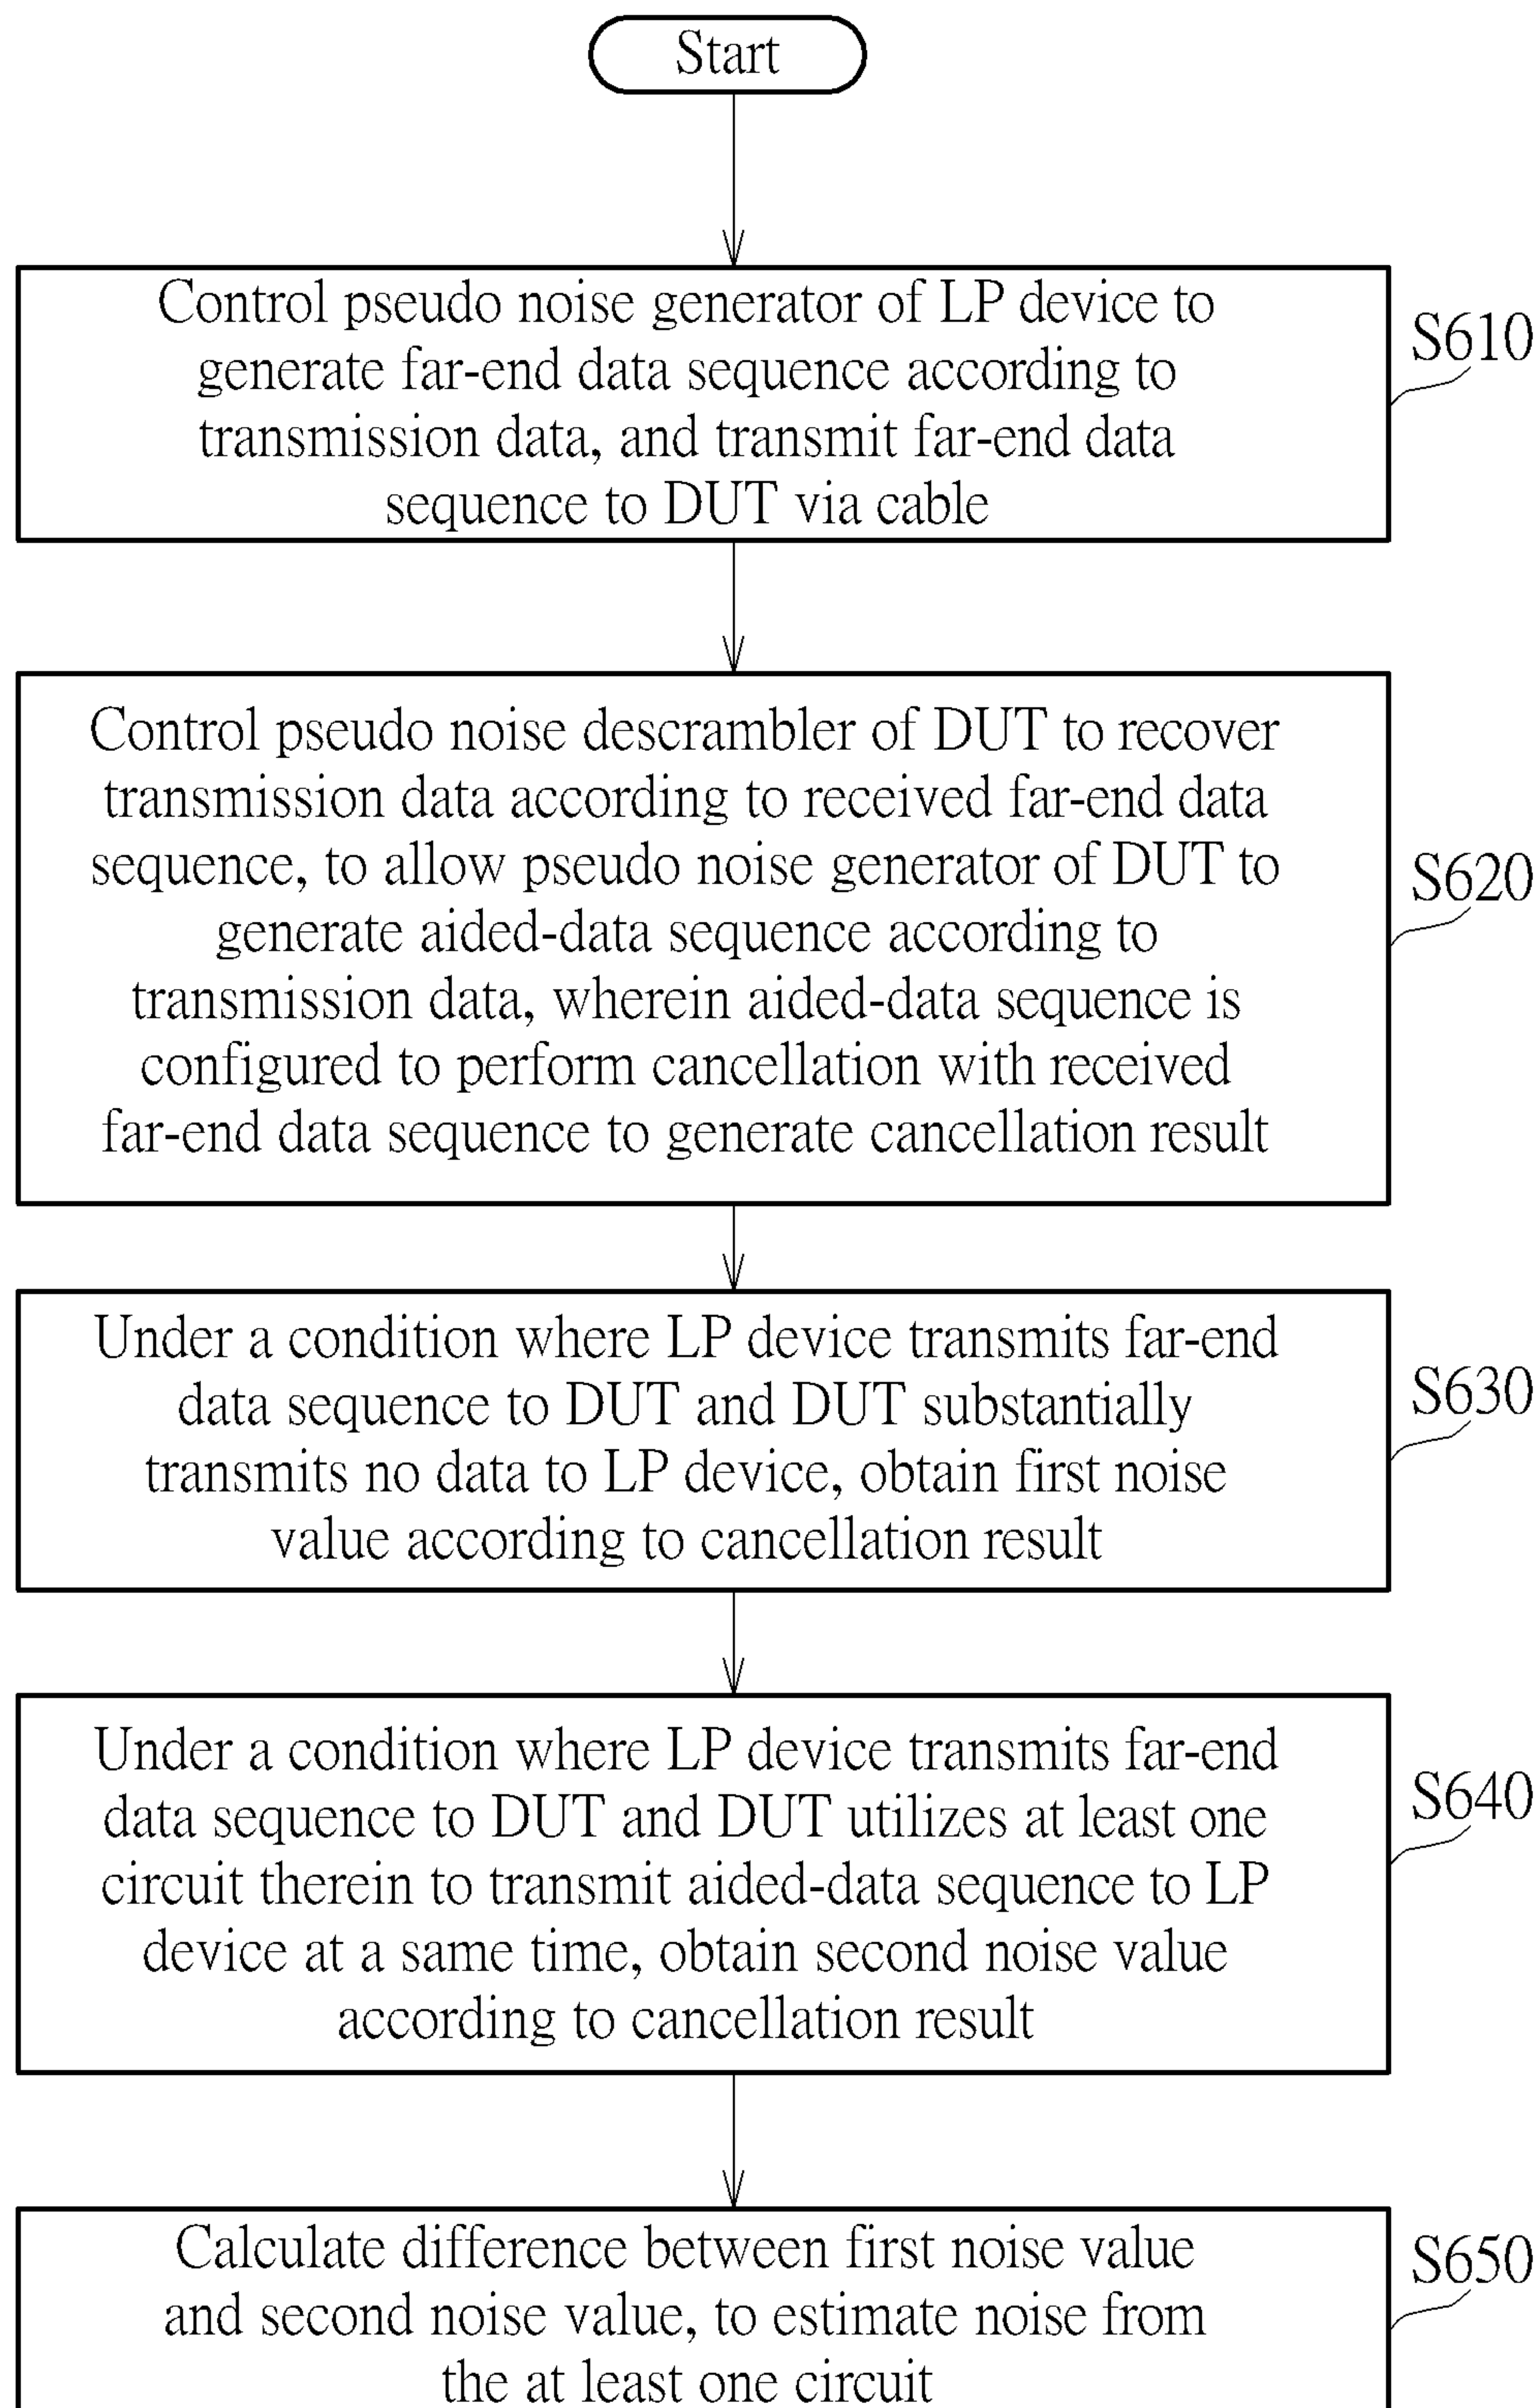 Start
Control pseudo noise generator of LP device to
generate far-end data sequence according to
transmission data, and transmit far-end data
sequence to DUT via cable
S610
Control pseudo noise descrambler of DUT to recover
transmission data according to received far-end data
sequence, to allow pseudo noise generator of DUT to
generate aided-data sequence according to
transmission data, wherein aided-data sequence is
configured to perform cancellation with received
far-end data sequence to generate cancellation result
S620
Under a condition where LP device transmits far-end
data sequence to DUT and DUT substantially
transmits no data to LP device, obtain first noise
value according to cancellation result
S630
Under a condition where LP device transmits far-end
data sequence to DUT and DUT utilizes at least one
circuit therein to transmit aided-data sequence to LP
device at a same time, obtain second noise value
according to cancellation result
S640
Calculate difference between first noise value
and second noise value, to estimate noise from
the at least one circuit
S650